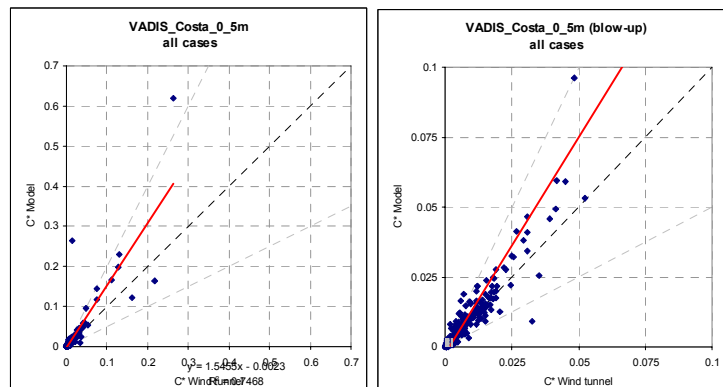 VADIS_Costa_0_5m
all cases
0.7
0.6
0.5
0.4
0.3
0.2
0.1
0
C* Model
0 0.1 0.2 0.3 0.4 0.5 0.6 0.7
y = 1.5455x - 0.0023
C* Wind tunnel
R² = 0.7468
VADIS_Costa_0_5m (blow-up)
all cases
0.1
0.075
0.05
0.025
0
C* Model
0 0.025 0.05 0.075 0.1
C* Wind tunnel